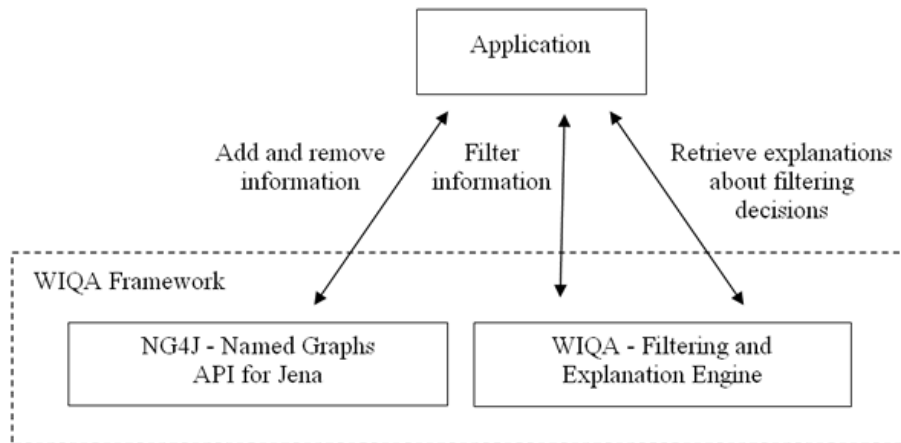 Application
Add and remove
information
Filter
information
Retrieve explanations
about filtering
decisions
WIQA Framework
NG4J - Named Graphs
API for Jena
WIQA - Filtering and
Explanation Engine